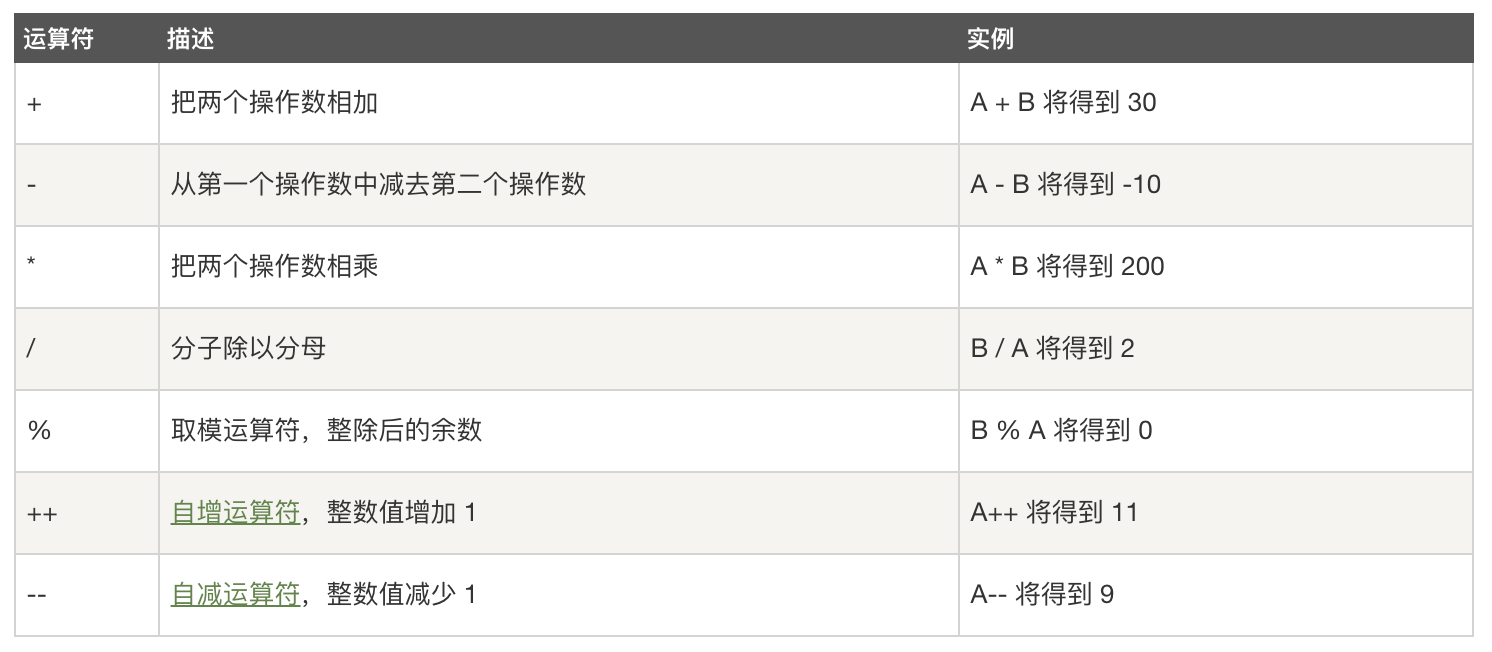 运算符 描述 实例
+ 把两个操作数相加 A + B 将得到 30
- 从第一个操作数中减去第二个操作数 A - B 将得到 -10
* 把两个操作数相乘 A * B 将得到 200
/ 分子除以分母 B / A 将得到 2
% 取模运算符，整除后的余数 B % A 将得到 0
++ 自增运算符，整数值增加 1 A++ 将得到 11
-- 自减运算符，整数值减少 1 A-- 将得到 9